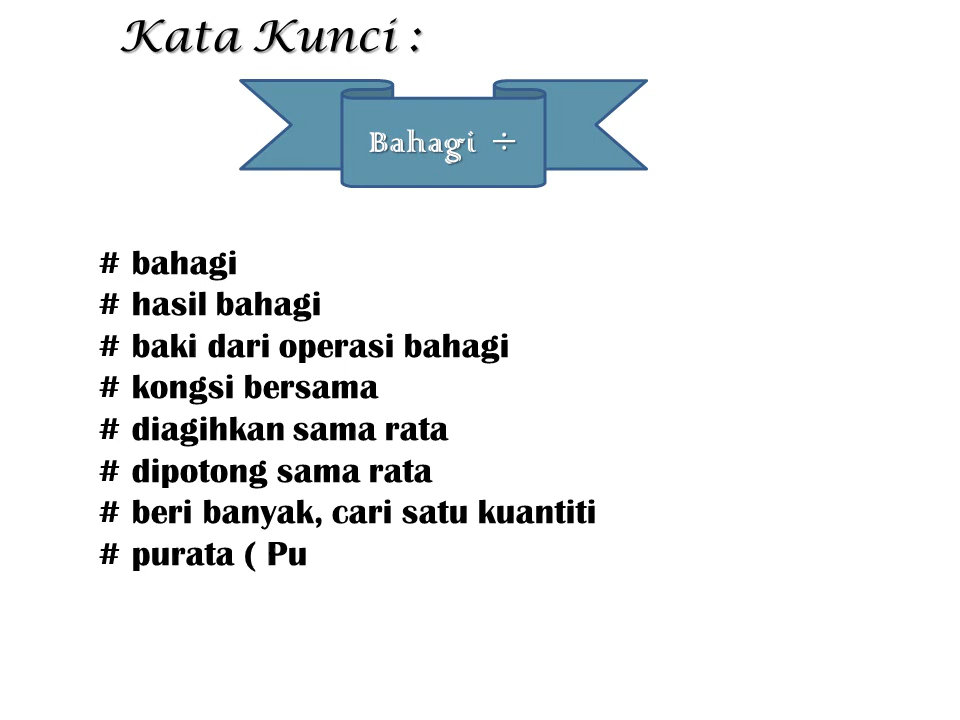 Kata Kunci :
Bahagi ÷
# bahagi
# hasil bahagi
# baki dari operasi bahagi
# kongsi bersama
# diagihkan sama rata
# dipotong sama rata
# beri banyak, cari satu kuantiti
# purata ( Pu